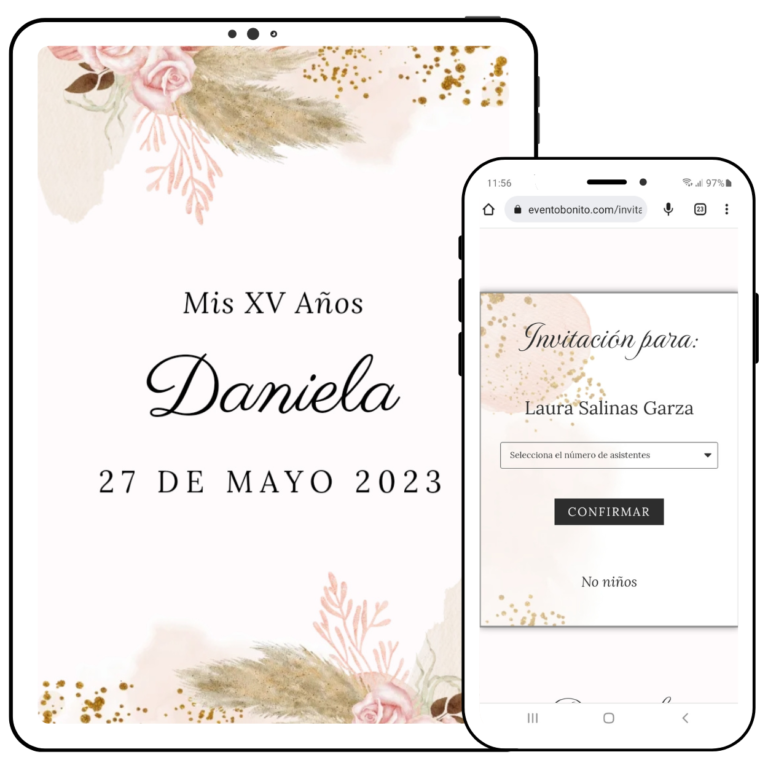 Mis XV Años
Daniela
27 DE MAYO 2023
11:56
97%
eventobonito.com/invita
23
Invitación para:
Laura Salinas Garza
Selecciona el número de asistentes
CONFIRMAR
No niños